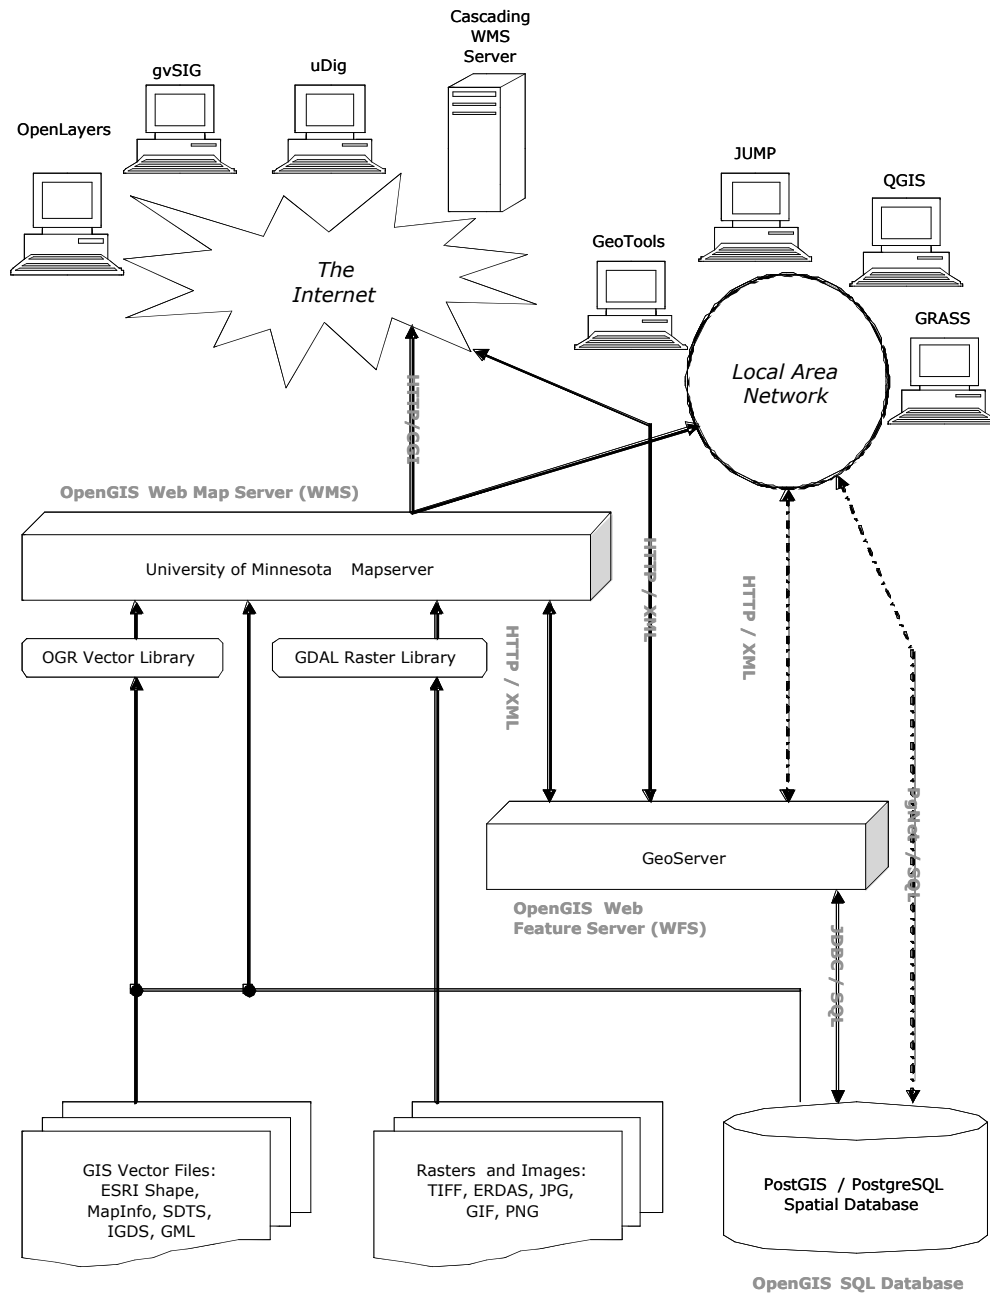 Cascading
WMS
Server
gvSIG
uDig
OpenLayers
JUMP
QGIS
GeoTools
The
Internet
GRASS
Local Area
Network
HTTP/CGI
OpenGIS Web Map Server (WMS)
University of Minnesota Mapserver
HTTP / XML
HTTP / XML
HTTP / XML
OGR Vector Library
GDAL Raster Library
GeoServer
PgNet / SQL
OpenGIS Web
Feature Server (WFS)
JDBC / SQL
GIS Vector Files:
ESRI Shape,
MapInfo, SDTS,
IGDS, GML
Rasters and Images:
TIFF, ERDAS, JPG,
GIF, PNG
PostGIS / PostgreSQL
Spatial Database
OpenGIS SQL Database